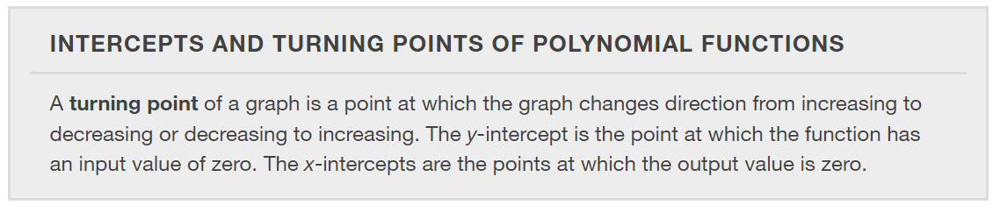 INTERCEPTS AND TURNING POINTS OF POLYNOMIAL FUNCTIONS
A turning point of a graph is a point at which the graph changes direction from increasing to
decreasing or decreasing to increasing. The y-intercept is the point at which the function has
an input value of zero. The x-intercepts are the points at which the output value is zero.